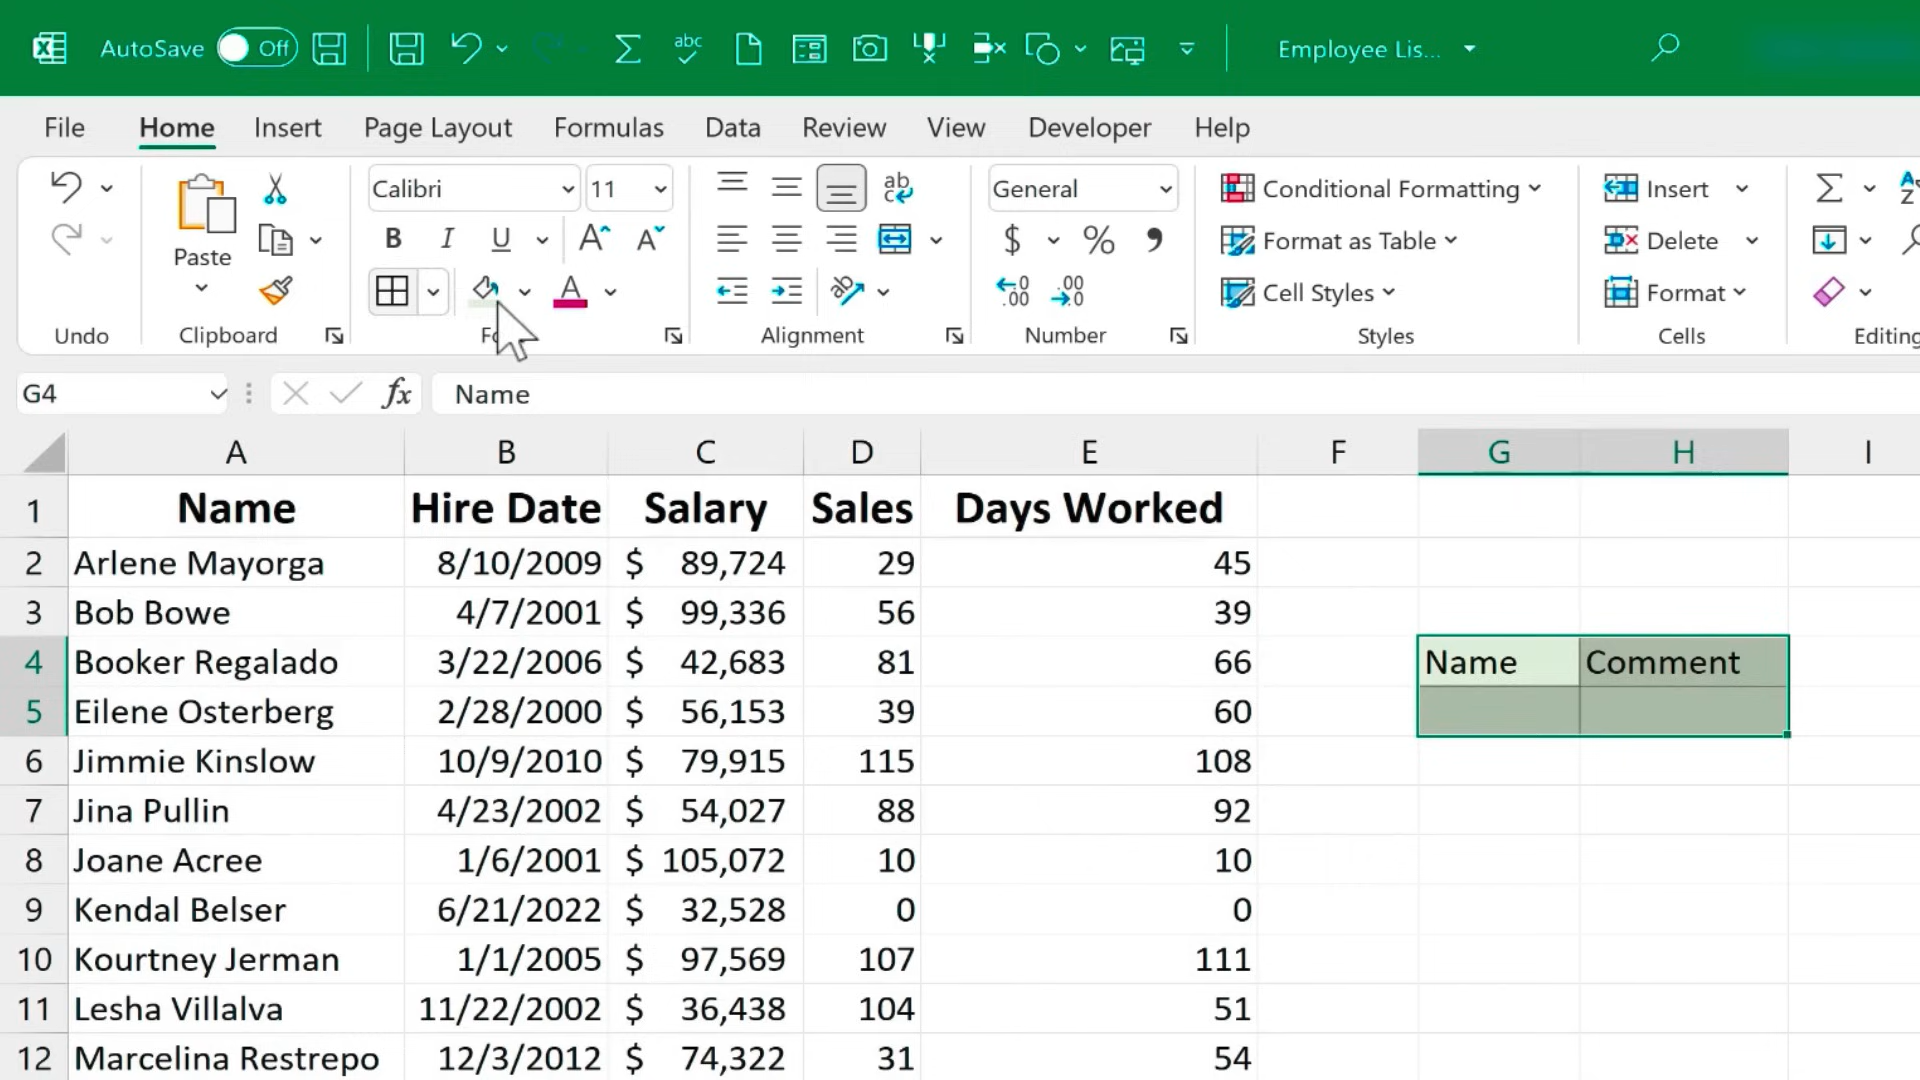 AutoSave Off abc Employee Lis...
File Home Insert Page Layout Formulas Data Review View Developer Help
Calibri 11 ab General Conditional Formatting Insert
Paste B I U A A $ % , Format as Table Delete
A .00 .00 Cell Styles Format
Undo Clipboard Alignment Number Styles Cells Editing
G4 fx Name
A B C D E F G H I
1 Name Hire Date Salary Sales Days Worked
2 Arlene Mayorga 8/10/2009 $ 89,724 29 45
3 Bob Bowe 4/7/2001 $ 99,336 56 39
4 Booker Regalado 3/22/2006 $ 42,683 81 66 Name Comment
5 Eilene Osterberg 2/28/2000 $ 56,153 39 60
6 Jimmie Kinslow 10/9/2010 $ 79,915 115 108
7 Jina Pullin 4/23/2002 $ 54,027 88 92
8 Joane Acree 1/6/2001 $ 105,072 10 10
9 Kendal Belser 6/21/2022 $ 32,528 0 0
10 Kourtney Jerman 1/1/2005 $ 97,569 107 111
11 Lesha Villalva 11/22/2002 $ 36,438 104 51
12 Marcelina Restrepo 12/3/2012 $ 74,322 31 54